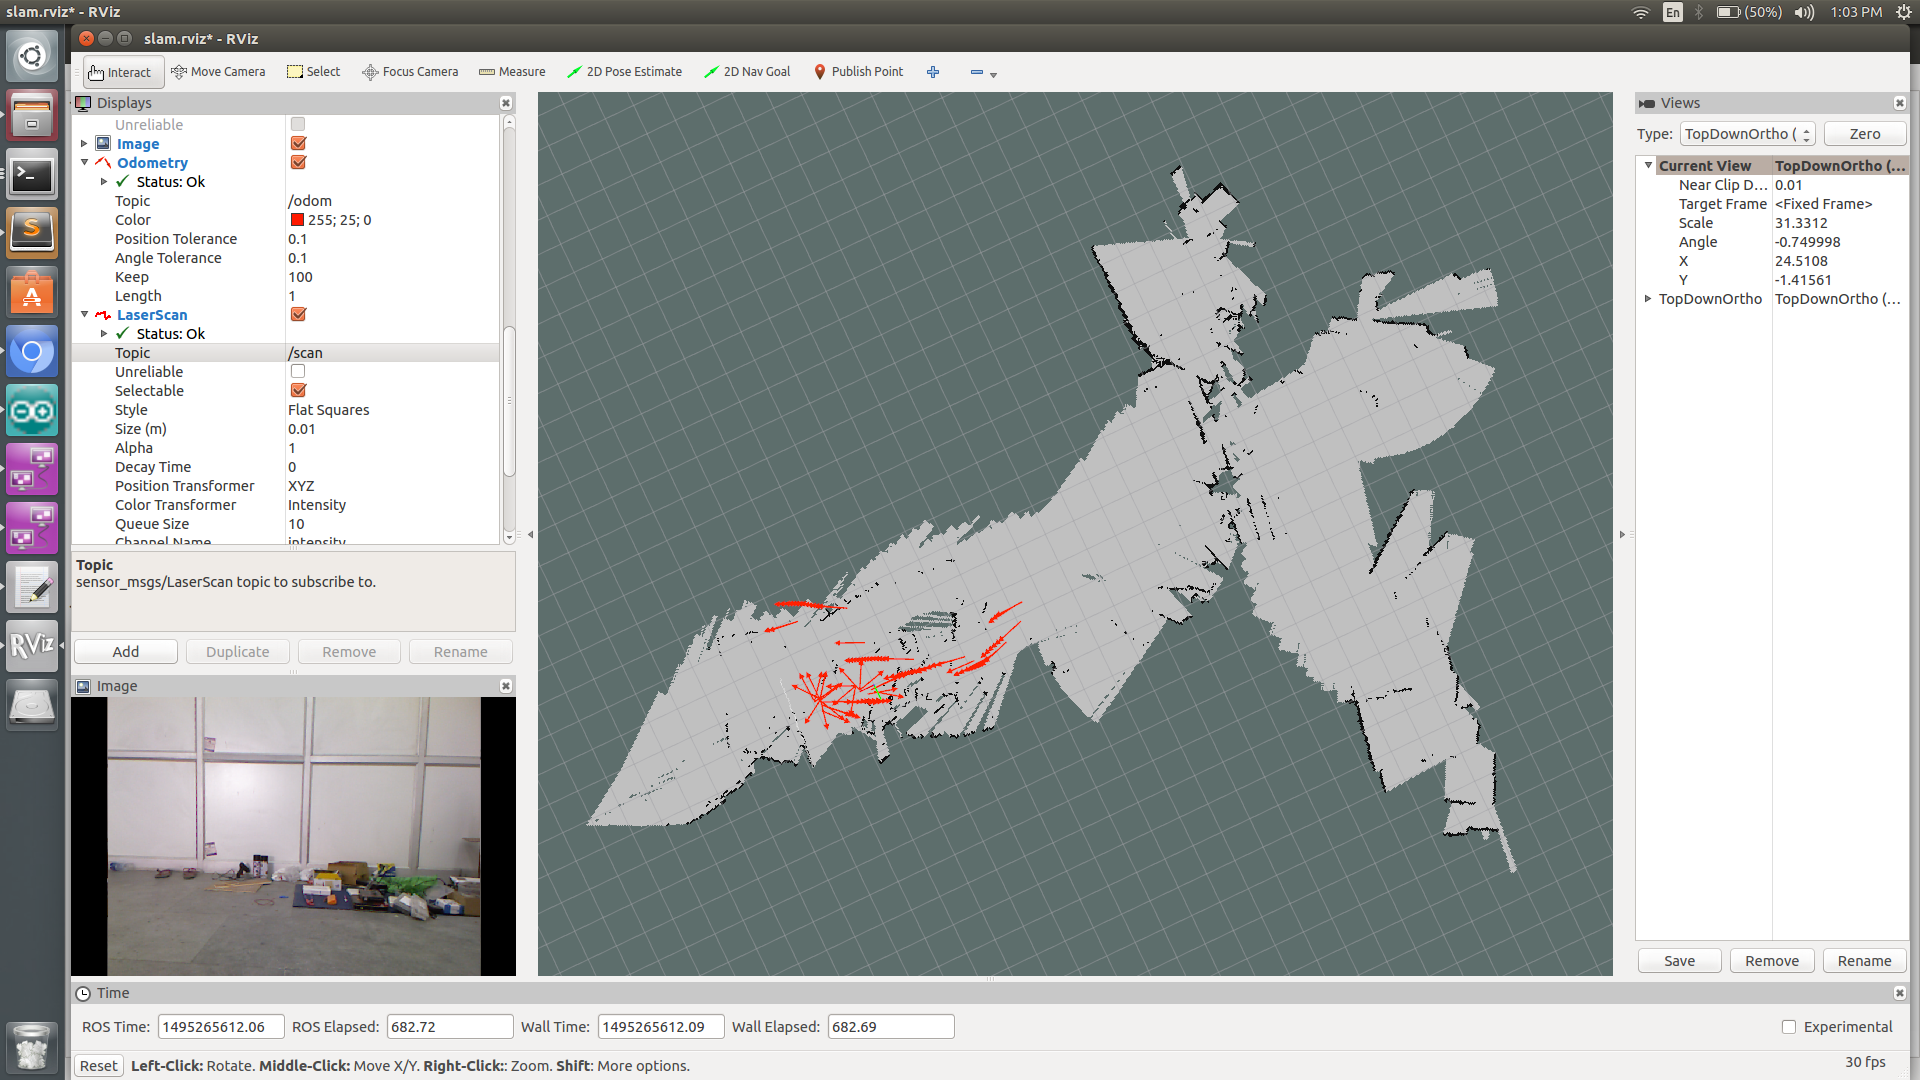 slam.rviz* - RViz
En (50%) 1:03 PM
slam.rviz* - RViz
Interact Move Camera Select Focus Camera Measure 2D Pose Estimate 2D Nav Goal Publish Point
Displays
Unreliable
Image
Odometry
Status: Ok
Topic /odom
Color 255; 25; 0
Position Tolerance 0.1
Angle Tolerance 0.1
Keep 100
Length 1
LaserScan
Status: Ok
Topic /scan
Unreliable
Selectable
Style Flat Squares
Size (m) 0.01
Alpha 1
Decay Time 0
Position Transformer XYZ
Color Transformer Intensity
Queue Size 10
Channel Name intensity
Topic
sensor_msgs/LaserScan topic to subscribe to.
Add Duplicate Remove Rename
Image
Views
Type: TopDownOrtho ( Zero
Current View TopDownOrtho (...
Near Clip D... 0.01
Target Frame <Fixed Frame>
Scale 31.3312
Angle -0.749998
X 24.5108
Y -1.41561
TopDownOrtho TopDownOrtho (...
Save Remove Rename
Time
ROS Time: 1495265612.06 ROS Elapsed: 682.72 Wall Time: 1495265612.09 Wall Elapsed: 682.69 Experimental
Reset Left-Click: Rotate. Middle-Click: Move X/Y. Right-Click:: Zoom. Shift: More options. 30 fps
RViz